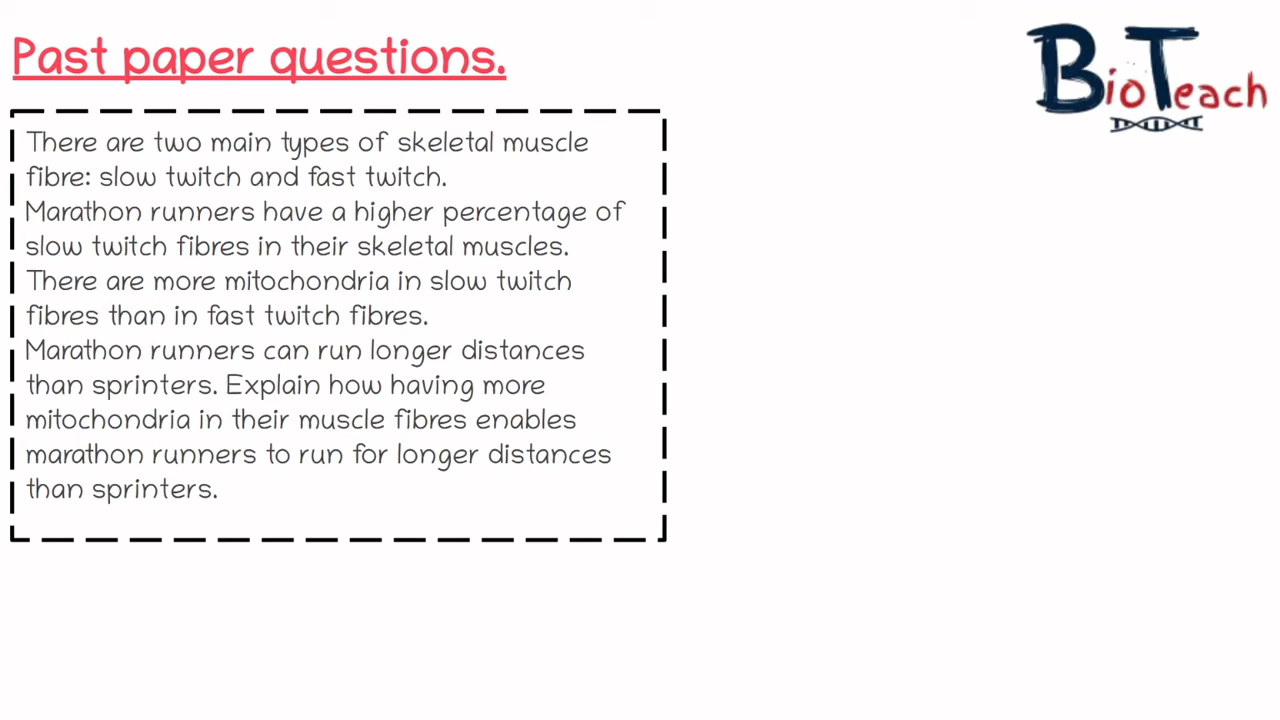 Past paper questions.
BioTeach
There are two main types of skeletal muscle
fibre: slow twitch and fast twitch.
Marathon runners have a higher percentage of
slow twitch fibres in their skeletal muscles.
There are more mitochondria in slow twitch
fibres than in fast twitch fibres.
Marathon runners can run longer distances
than sprinters. Explain how having more
mitochondria in their muscle fibres enables
marathon runners to run for longer distances
than sprinters.